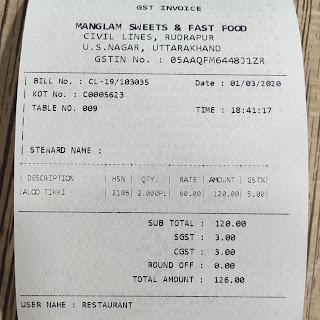 GST INVOICE
MANGLAM SWEETS & FAST FOOD
CIVIL LINES, RUDRAPUR
U.S.NAGAR, UTTARAKHAND
GSTIN No. : 05AAQFM6448J1ZR
BILL No. : CL-19/103035 Date : 01/03/2020
KOT No. : C0005623
TABLE NO. 009 TIME : 18:41:17
STEWARD NAME :
DESCRIPTION | HSN | QTY. | RATE | AMOUNT | GST%|
ALOO TIKKI | 2106| 2.000PL| 60.00| 120.00| 5.00|
SUB TOTAL : 120.00
SGST : 3.00
CGST : 3.00
ROUND OFF : 0.00
TOTAL AMOUNT : 126.00
USER NAME : RESTAURANT